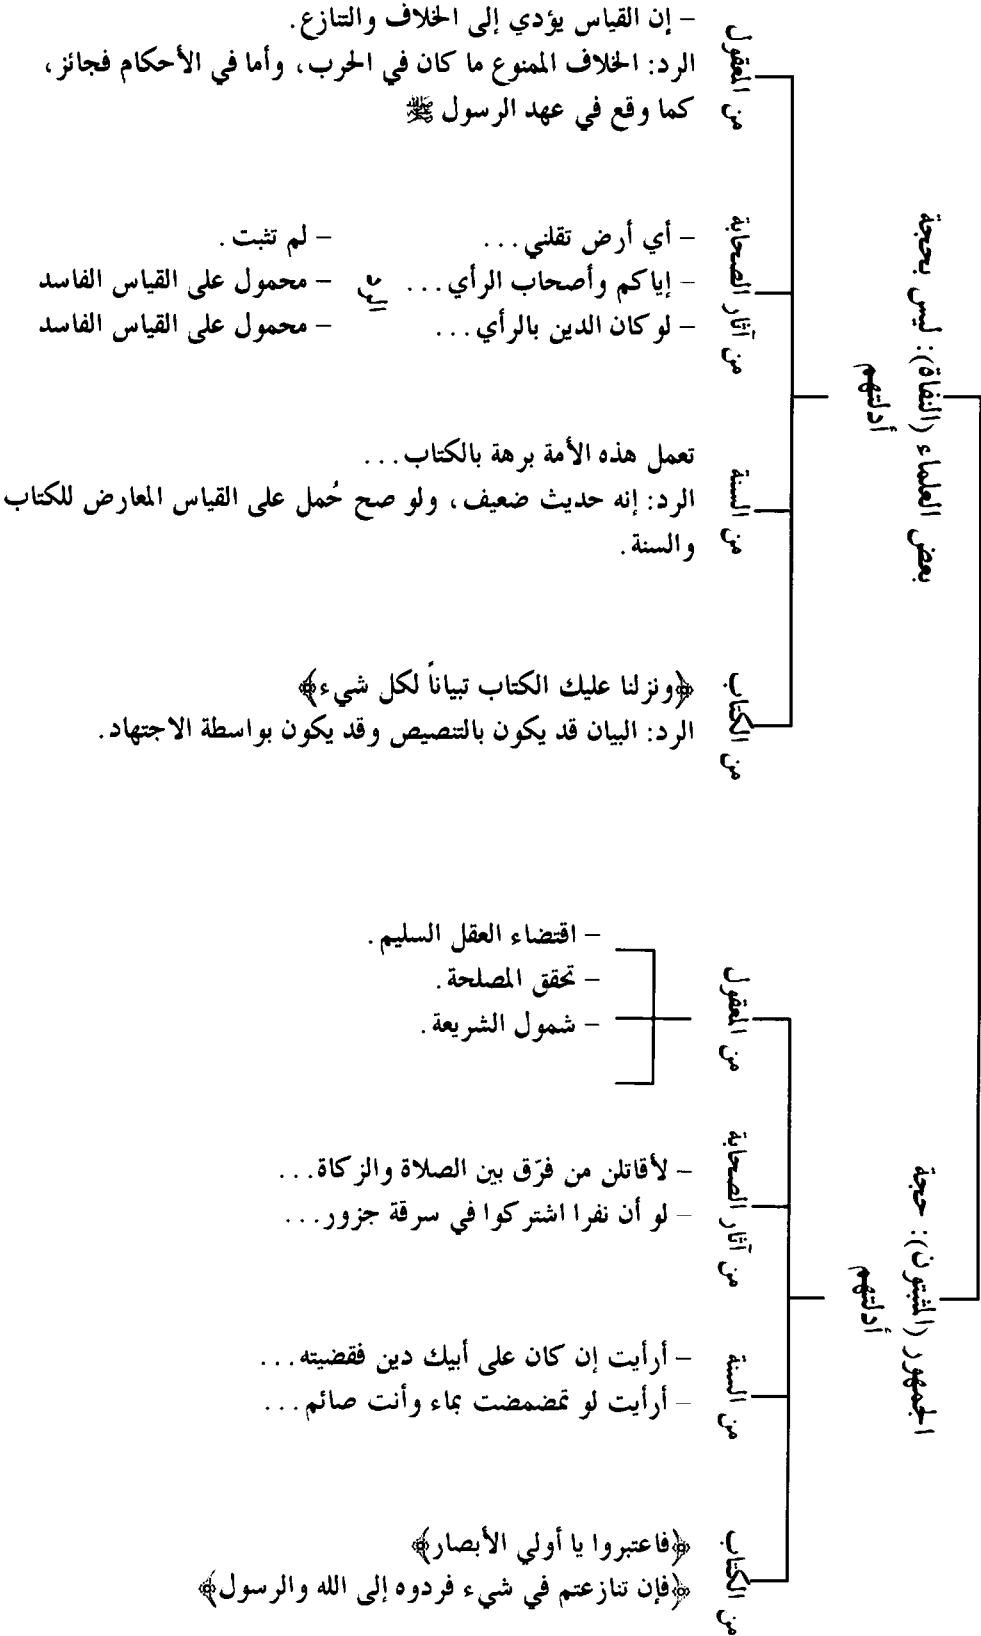 بعض العلماء (النفاة): ليس بحجة
أدلتهم
من المعقول
– إن القياس يؤدي إلى الخلاف والتنازع.
الرد: الخلاف الممنوع ما كان في الحرب، وأما في الأحكام فجائز،
كما وقع في عهد الرسول ﷺ
من آثار الصحابة
– أي أرض تقلني...
– إياكم وأصحاب الرأي...
– لو كان الدين بالرأي...
الرد
– لم تثبت.
– محمول على القياس الفاسد
– محمول على القياس الفاسد
من السنة
تعمل هذه الأمة برهة بالكتاب...
الرد: إنه حديث ضعيف، ولو صح حُمل على القياس المعارض للكتاب
والسنة.
من الكتاب
﴿ونزلنا عليك الكتاب تبياناً لكل شيء﴾
الرد: البيان قد يكون بالتنصيص وقد يكون بواسطة الاجتهاد.
الجمهور (المثبتون): حجة
أدلتهم
من المعقول
– اقتضاء العقل السليم.
– تحقق المصلحة.
– شمول الشريعة.
من آثار الصحابة
– لأقاتلن من فرّق بين الصلاة والزكاة...
– لو أن نفرا اشتركوا في سرقة جزور...
من السنة
– أرأيت إن كان على أبيك دين فقضيته...
– أرأيت لو تمضمضت بماء وأنت صائم...
من الكتاب
﴿فاعتبروا يا أولي الأبصار﴾
﴿فإن تنازعتم في شيء فردوه إلى الله والرسول﴾